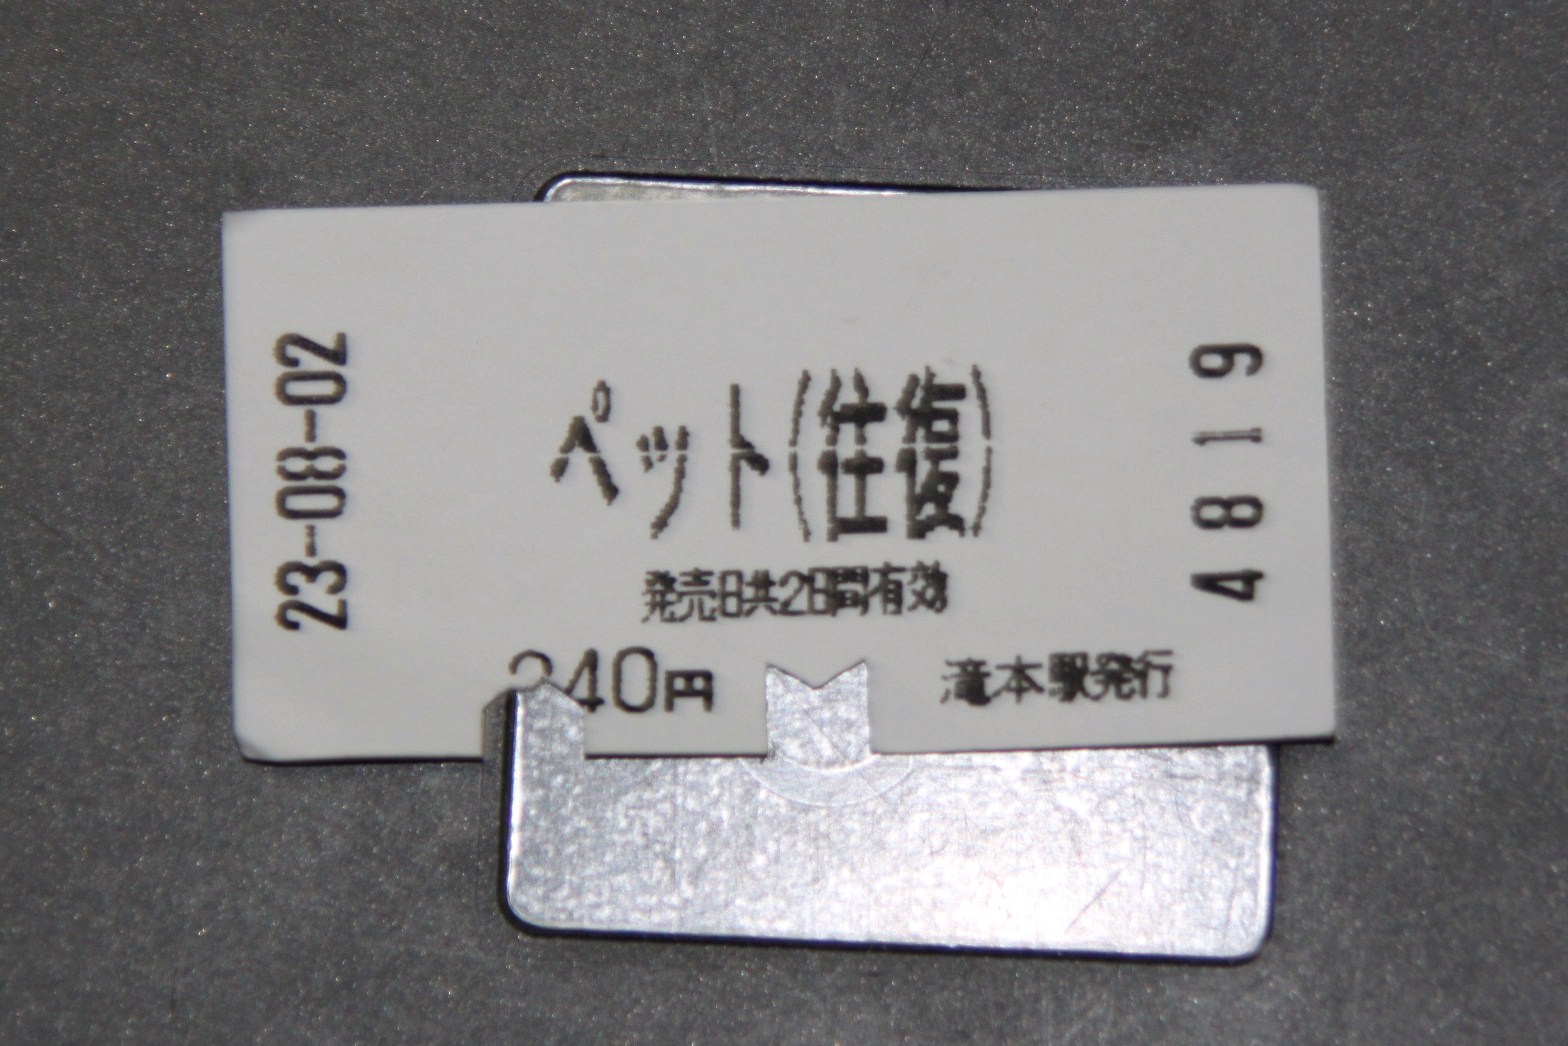 23-08-02
ペット(往復)
発売日共2日間有効
240円
滝本駅発行
4819